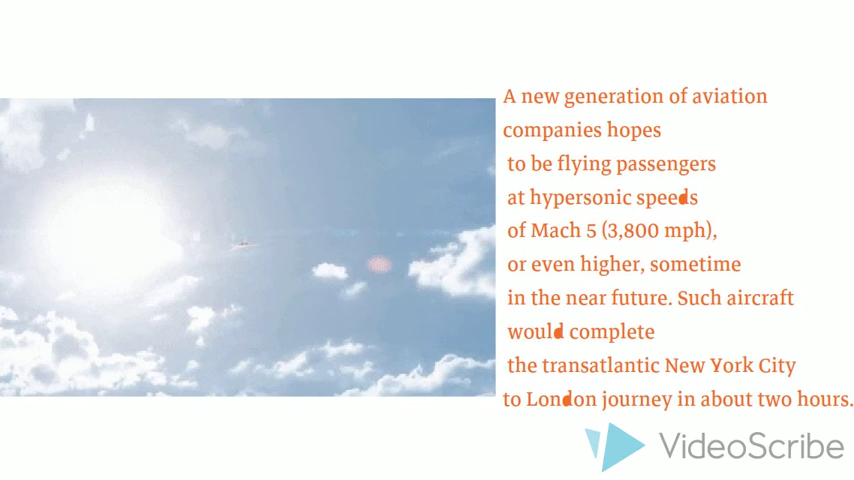 A new generation of aviation
companies hopes
to be flying passengers
at hypersonic speeds
of Mach 5 (3,800 mph),
or even higher, sometime
in the near future. Such aircraft
would complete
the transatlantic New York City
to London journey in about two hours.
VideoScribe